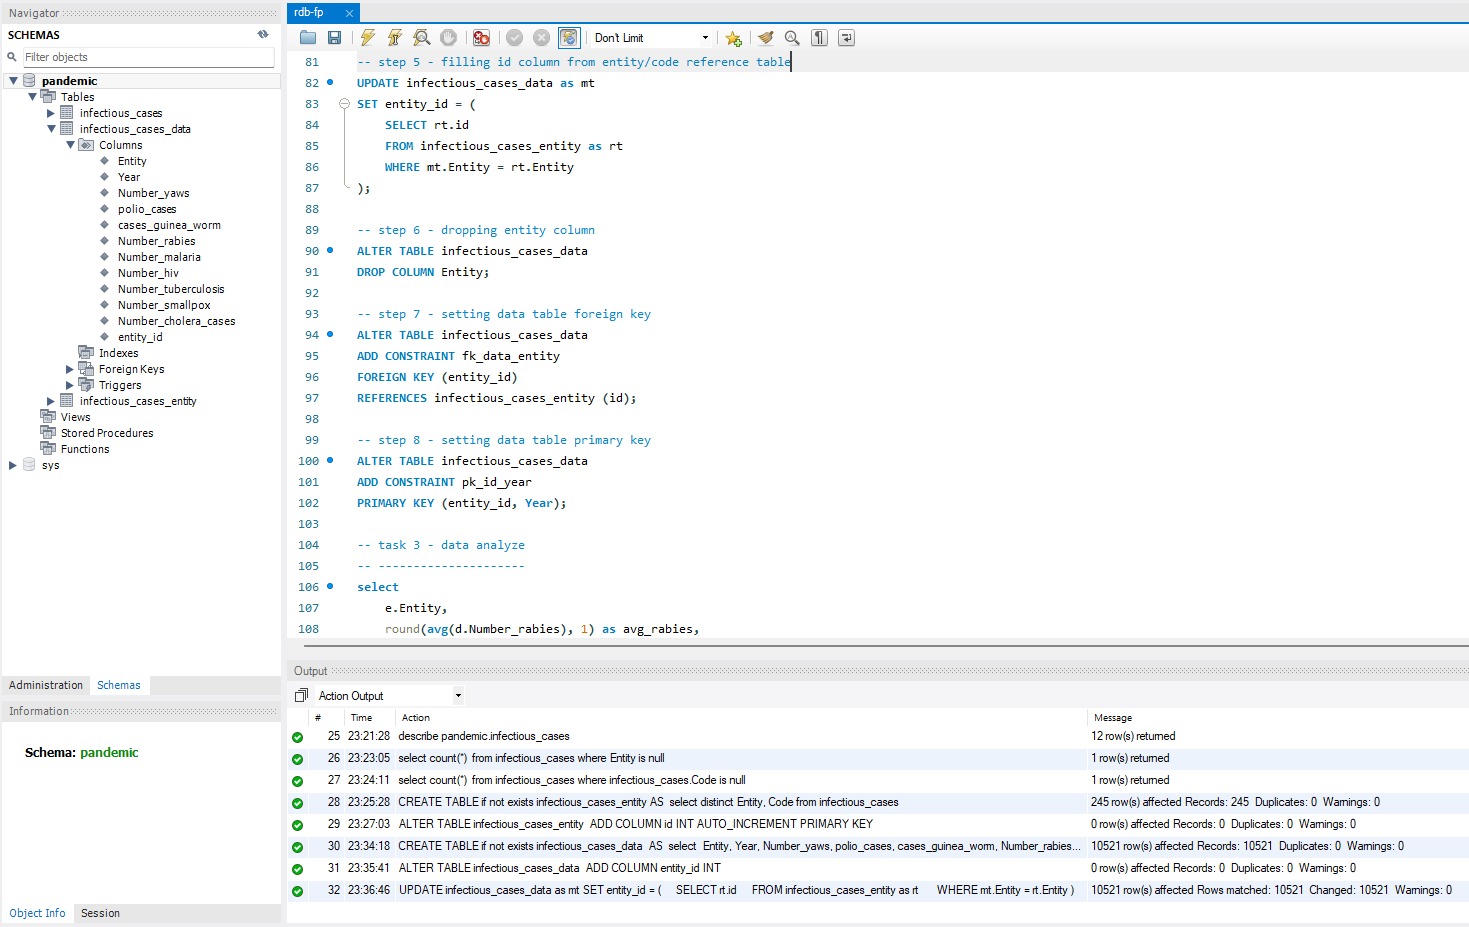 Navigator
SCHEMAS
Filter objects
pandemic
Tables
infectious_cases
infectious_cases_data
Columns
Entity
Year
Number_yaws
polio_cases
cases_guinea_worm
Number_rabies
Number_malaria
Number_hiv
Number_tuberculosis
Number_smallpox
Number_cholera_cases
entity_id
Indexes
Foreign Keys
Triggers
infectious_cases_entity
Views
Stored Procedures
Functions
sys
Administration Schemas
Information
Schema: pandemic
Object Info Session
rdb-fp
Don't Limit
81 -- step 5 - filling id column from entity/code reference table
82 UPDATE infectious_cases_data as mt
83 SET entity_id = (
84 SELECT rt.id
85 FROM infectious_cases_entity as rt
86 WHERE mt.Entity = rt.Entity
87 );
88
89 -- step 6 - dropping entity column
90 ALTER TABLE infectious_cases_data
91 DROP COLUMN Entity;
92
93 -- step 7 - setting data table foreign key
94 ALTER TABLE infectious_cases_data
95 ADD CONSTRAINT fk_data_entity
96 FOREIGN KEY (entity_id)
97 REFERENCES infectious_cases_entity (id);
98
99 -- step 8 - setting data table primary key
100 ALTER TABLE infectious_cases_data
101 ADD CONSTRAINT pk_id_year
102 PRIMARY KEY (entity_id, Year);
103
104 -- task 3 - data analyze
105 -- ---------------------
106 select
107 e.Entity,
108 round(avg(d.Number_rabies), 1) as avg_rabies,
Output
Action Output
# Time Action Message
25 23:21:28 describe pandemic.infectious_cases 12 row(s) returned
26 23:23:05 select count(*) from infectious_cases where Entity is null 1 row(s) returned
27 23:24:11 select count(*) from infectious_cases where infectious_cases.Code is null 1 row(s) returned
28 23:25:28 CREATE TABLE if not exists infectious_cases_entity AS select distinct Entity, Code from infectious_cases 245 row(s) affected Records: 245 Duplicates: 0 Warnings: 0
29 23:27:03 ALTER TABLE infectious_cases_entity ADD COLUMN id INT AUTO_INCREMENT PRIMARY KEY 0 row(s) affected Records: 0 Duplicates: 0 Warnings: 0
30 23:34:18 CREATE TABLE if not exists infectious_cases_data AS select Entity, Year, Number_yaws, polio_cases, cases_guinea_worm, Number_rabies... 10521 row(s) affected Records: 10521 Duplicates: 0 Warnings: 0
31 23:35:41 ALTER TABLE infectious_cases_data ADD COLUMN entity_id INT 0 row(s) affected Records: 0 Duplicates: 0 Warnings: 0
32 23:36:46 UPDATE infectious_cases_data as mt SET entity_id = ( SELECT rt.id FROM infectious_cases_entity as rt WHERE mt.Entity = rt.Entity ) 10521 row(s) affected Rows matched: 10521 Changed: 10521 Warnings: 0